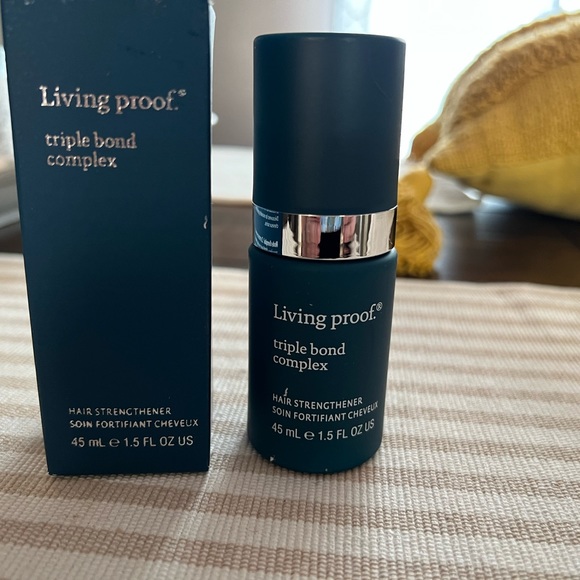 Living proof.®
triple bond
complex
HAIR STRENGTHENER
SOIN FORTIFIANT CHEVEUX
45 mL ℮ 1.5 FL OZ US
Living proof.®
triple bond
complex
HAIR STRENGTHENER
SOIN FORTIFIANT CHEVEUX
45 mL ℮ 1.5 FL OZ US